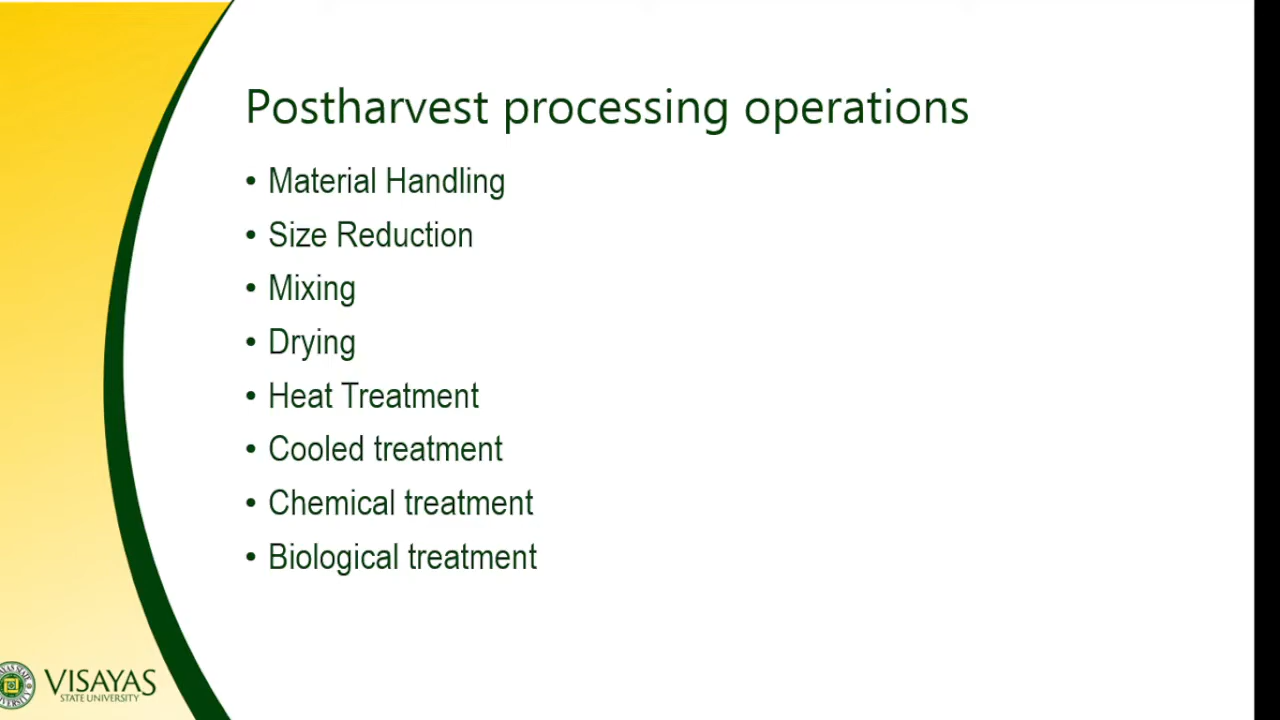 Postharvest processing operations
• Material Handling
• Size Reduction
• Mixing
• Drying
• Heat Treatment
• Cooled treatment
• Chemical treatment
• Biological treatment
VISAYAS
STATE UNIVERSITY